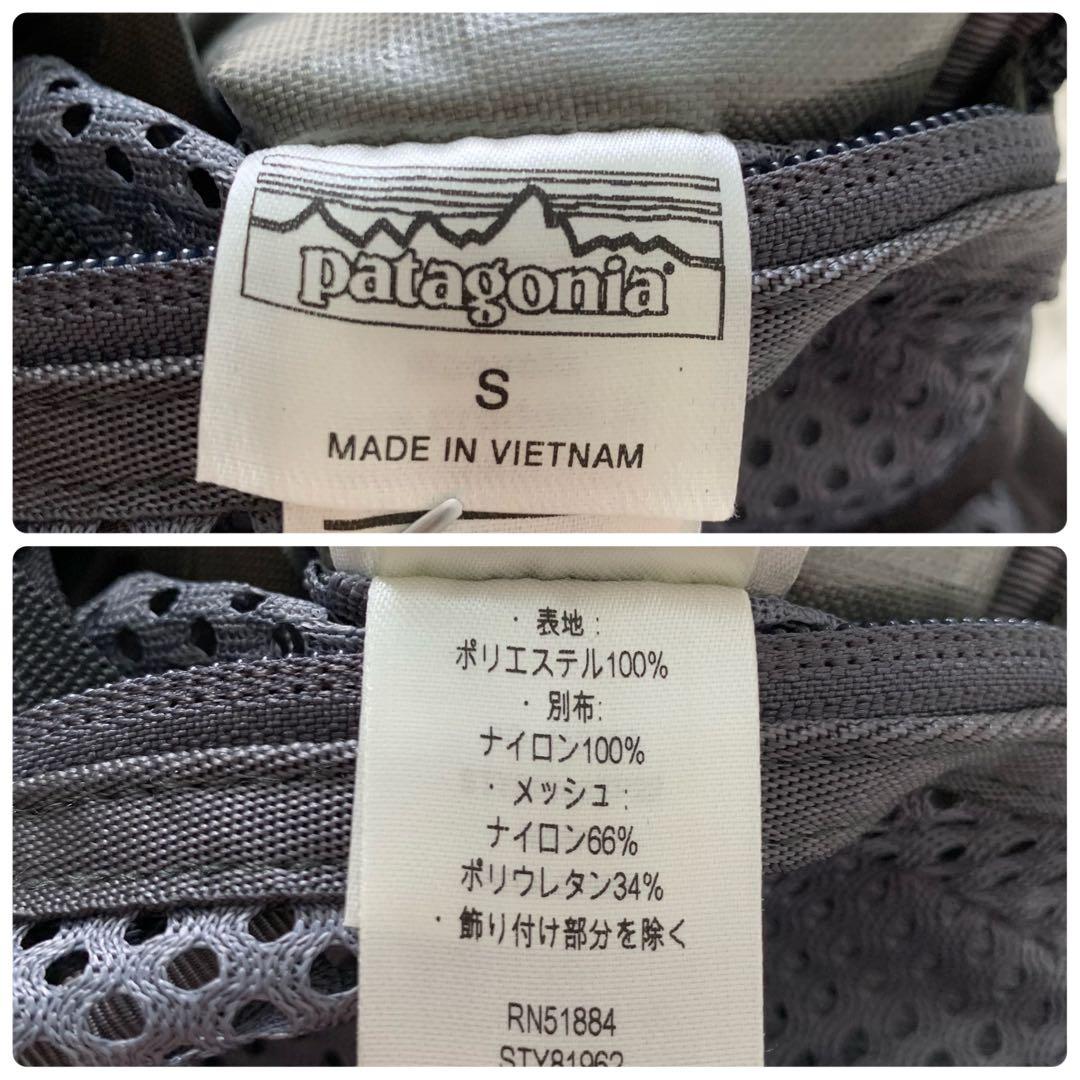 patagonia®
S
MADE IN VIETNAM
・表地:
ポリエステル100%
・別布:
ナイロン100%
・メッシュ:
ナイロン66%
ポリウレタン34%
・飾り付け部分を除く
RN51884
STY81962